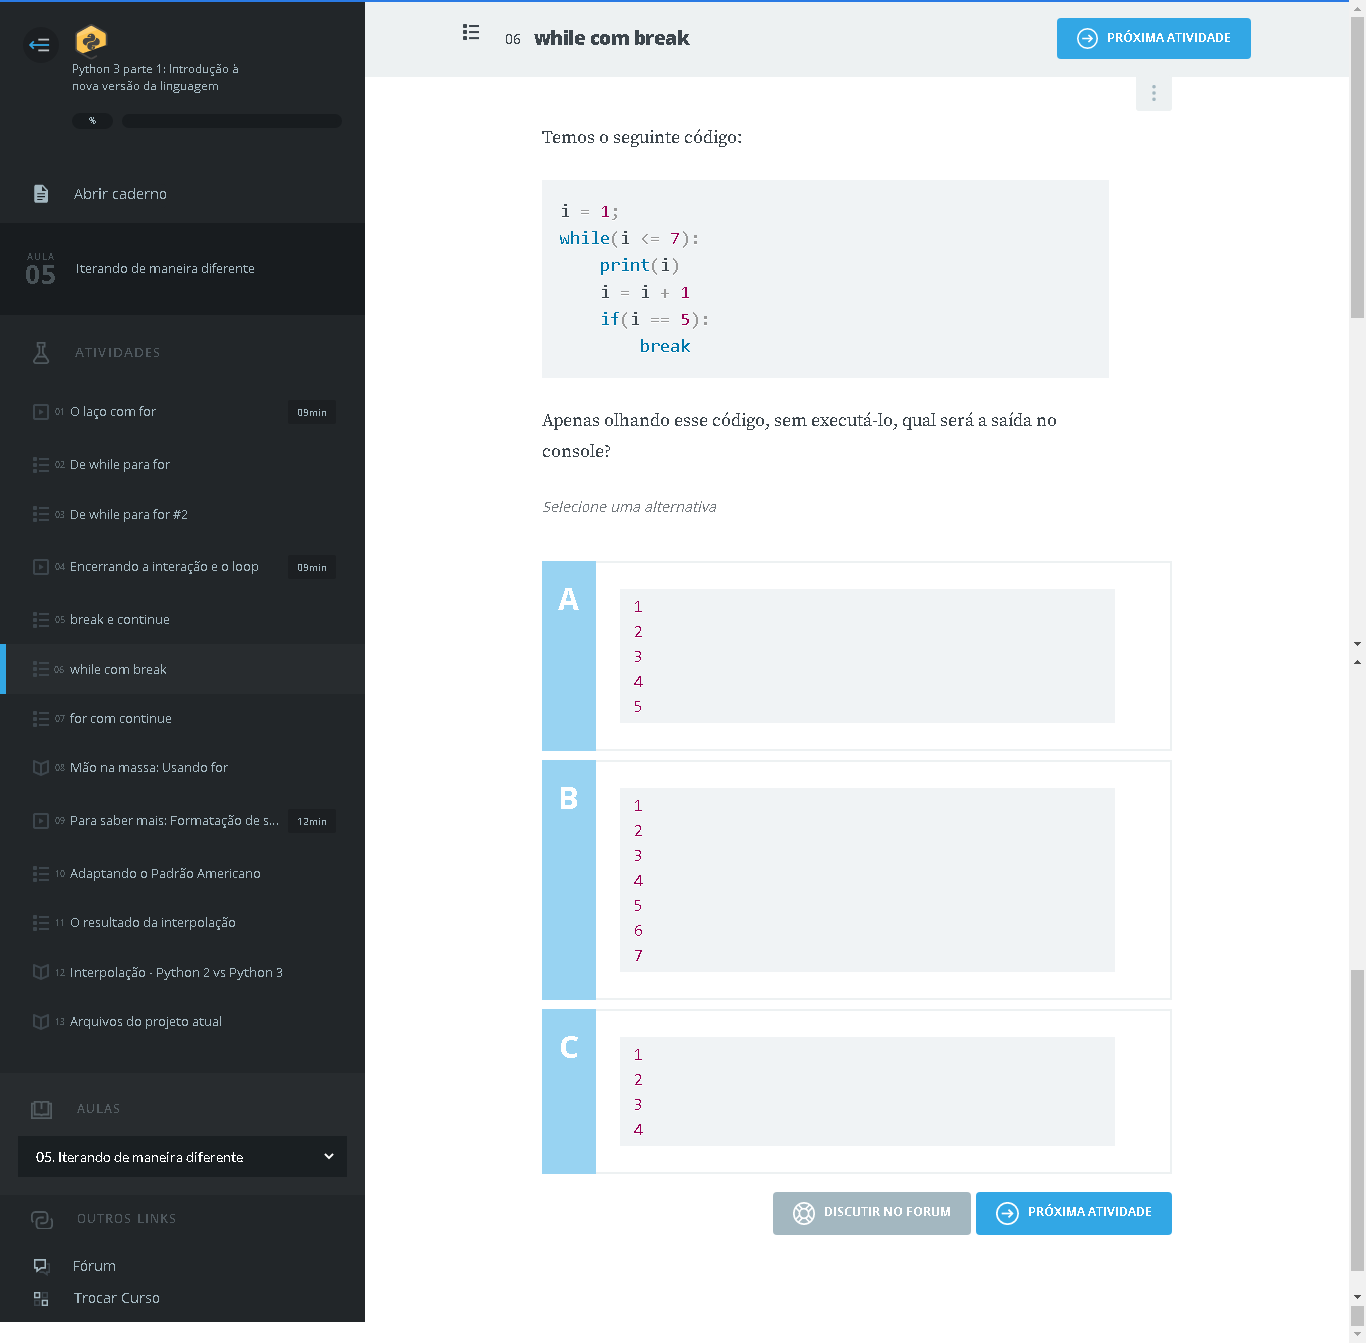 Python 3 parte 1: Introdução à
nova versão da linguagem
%
Abrir caderno
AULA
05
Iterando de maneira diferente
ATIVIDADES
01 O laço com for 09min
02 De while para for
03 De while para for #2
04 Encerrando a interação e o loop 09min
05 break e continue
06 while com break
07 for com continue
08 Mão na massa: Usando for
09 Para saber mais: Formatação de s... 12min
10 Adaptando o Padrão Americano
11 O resultado da interpolação
12 Interpolação - Python 2 vs Python 3
13 Arquivos do projeto atual
AULAS
05. Iterando de maneira diferente
OUTROS LINKS
Fórum
Trocar Curso
06 while com break
PRÓXIMA ATIVIDADE
Temos o seguinte código:
i = 1;
while(i <= 7):
    print(i)
    i = i + 1
    if(i == 5):
        break
Apenas olhando esse código, sem executá-lo, qual será a saída no
console?
Selecione uma alternativa
A
1
2
3
4
5
B
1
2
3
4
5
6
7
C
1
2
3
4
DISCUTIR NO FORUM
PRÓXIMA ATIVIDADE